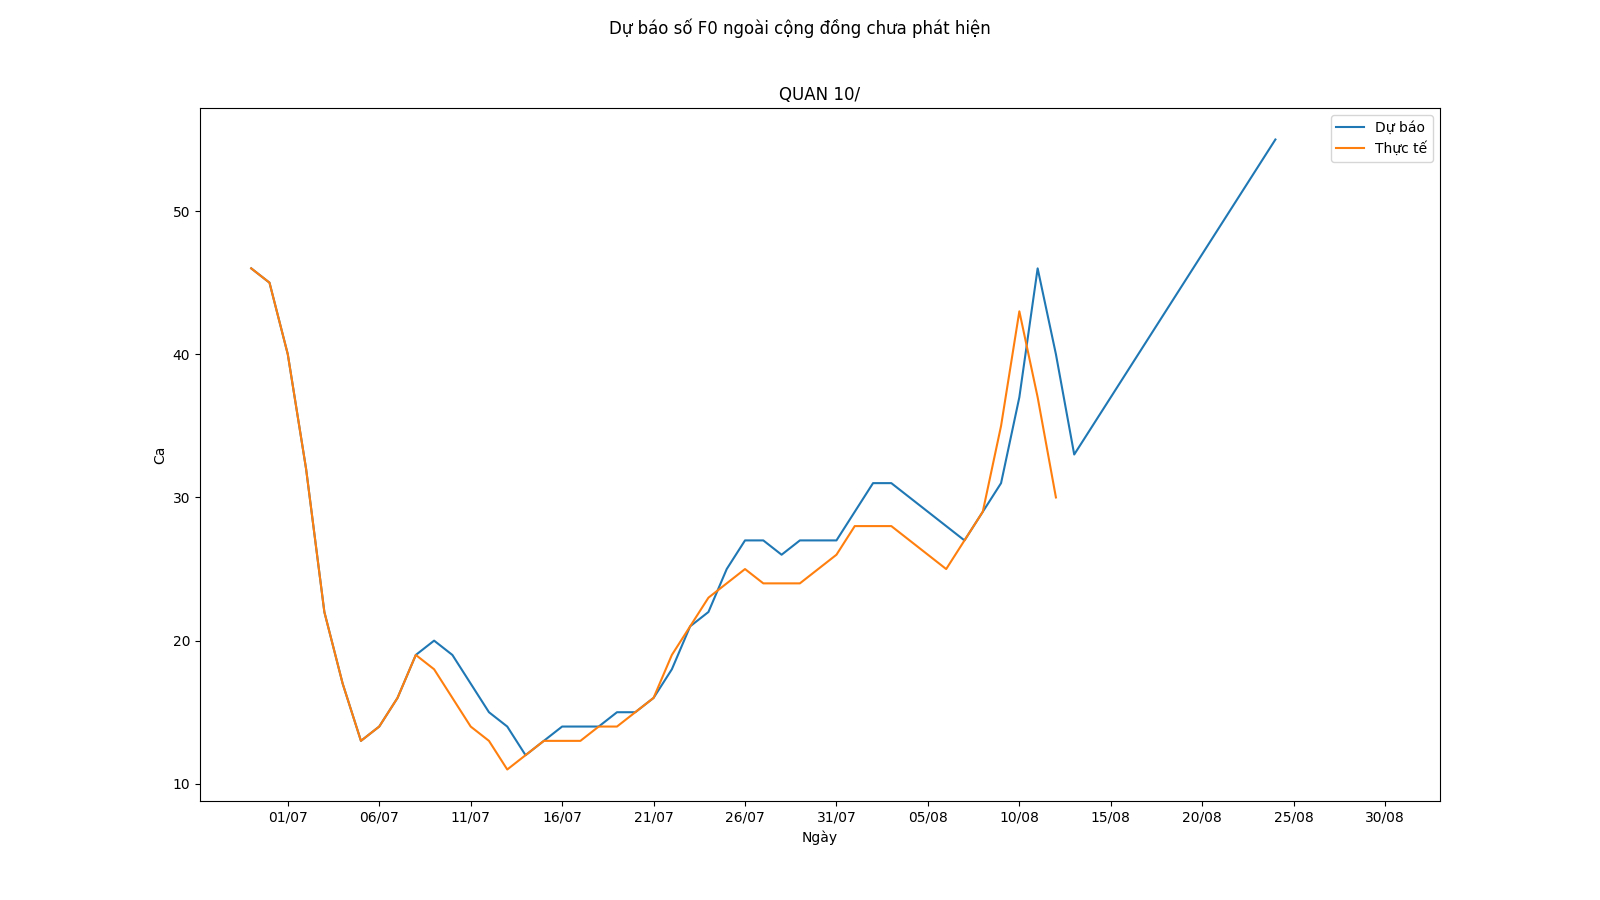 Dự báo số F0 ngoài cộng đồng chưa phát hiện
QUAN 10/
Dự báo
Thực tế
Ca
50
40
30
20
10
01/07 06/07 11/07 16/07 21/07 26/07 31/07 05/08 10/08 15/08 20/08 25/08 30/08
Ngày